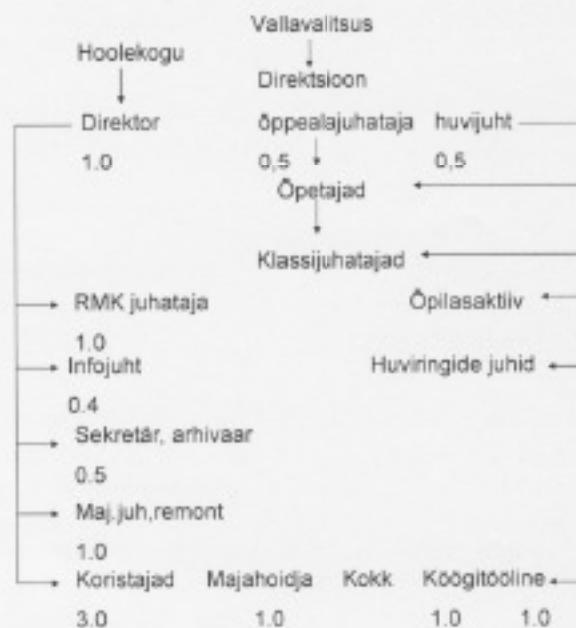 Vallavalitsus
Hoolekogu
Direktsioon
Direktor õppealajuhataja huvijuht
1.0 0,5 0,5
Õpetajad
Klassijuhatajad
Õpilasaktiiv
RMK juhataja
1.0
Infojuht Huviringide juhid
0.4
Sekretär, arhivaar
0.5
Maj.juh,remont
1.0
Koristajad Majahoidja Kokk Köögitööline
3.0 1.0 1.0 1.0